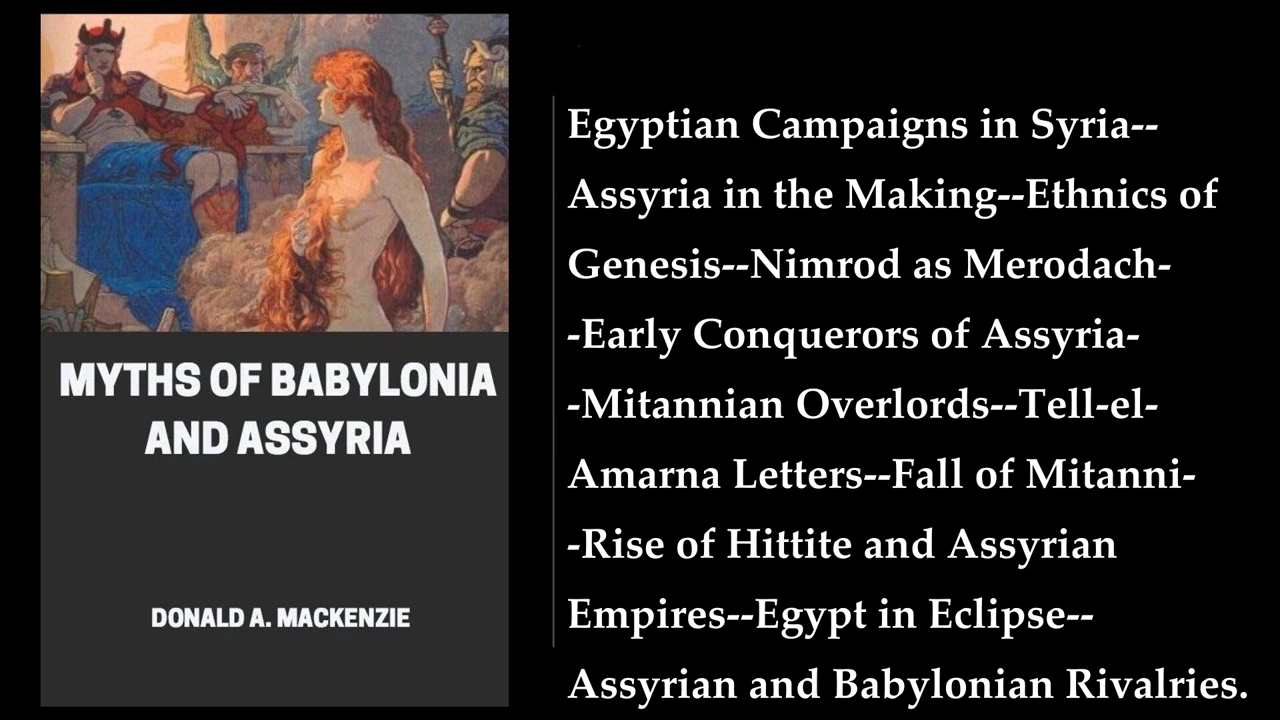 MYTHS OF BABYLONIA
AND ASSYRIA
DONALD A. MACKENZIE
Egyptian Campaigns in Syria--
Assyria in the Making--Ethnics of
Genesis--Nimrod as Merodach-
-Early Conquerors of Assyria-
-Mitannian Overlords--Tell-el-
Amarna Letters--Fall of Mitanni-
-Rise of Hittite and Assyrian
Empires--Egypt in Eclipse--
Assyrian and Babylonian Rivalries.